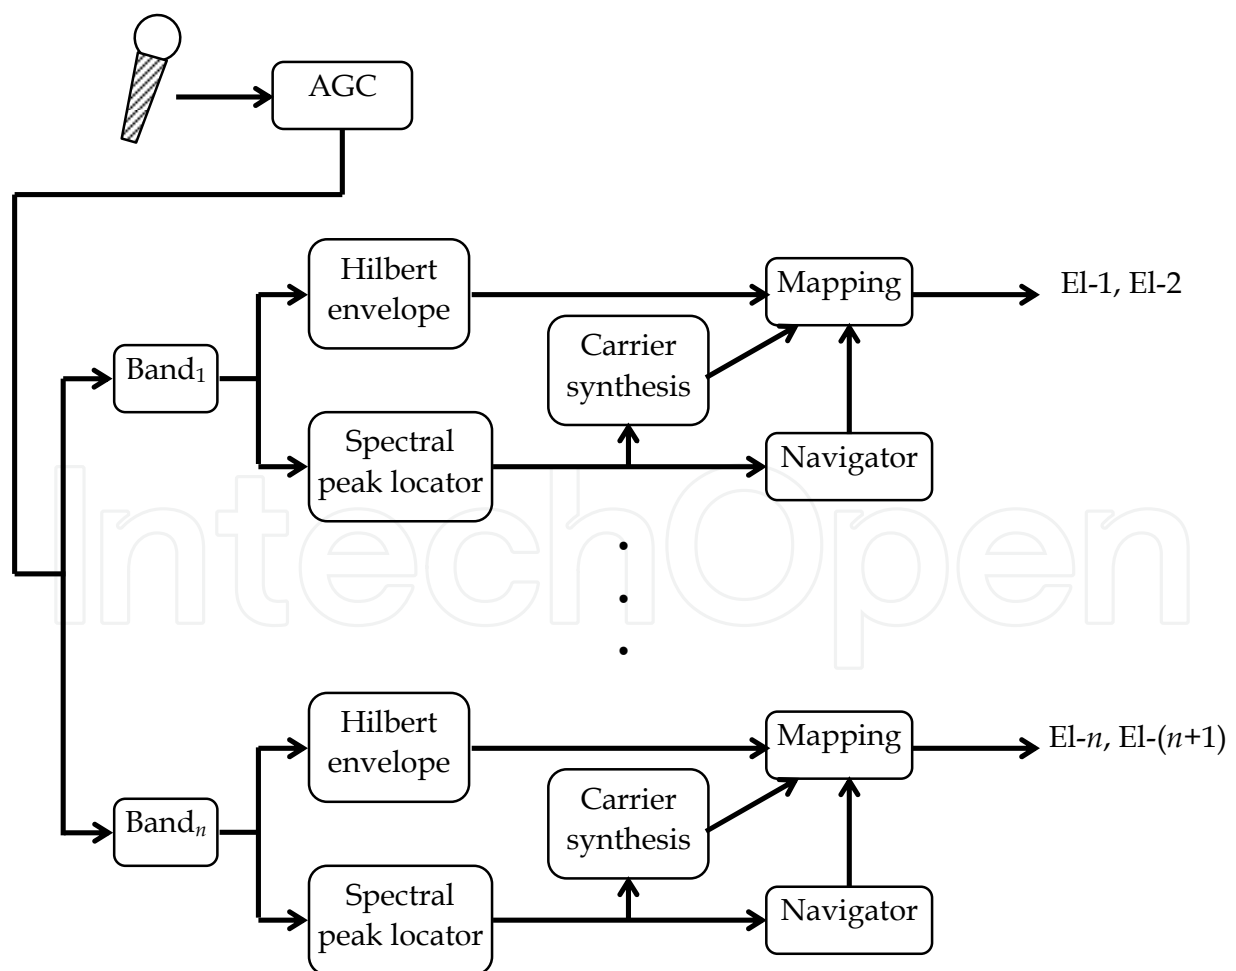 AGC
Hilbert
envelope
Mapping
El-1, El-2
Carrier
synthesis
Band₁
Spectral
peak locator
Navigator
IntechOpen
Hilbert
envelope
Mapping
El-n, El-(n+1)
Carrier
synthesis
Bandₙ
Spectral
peak locator
Navigator